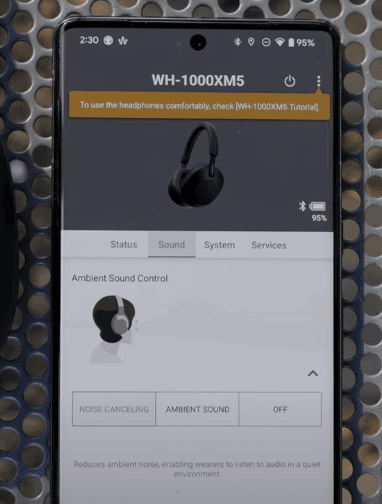 2:30 95%
WH-1000XM5
To use the headphones comfortably, check [WH-1000XM5 Tutorial].
95%
Status Sound System Services
Ambient Sound Control
NOISE CANCELING AMBIENT SOUND OFF
Reduces ambient noise, enabling wearers to listen to audio in a quiet
environment.